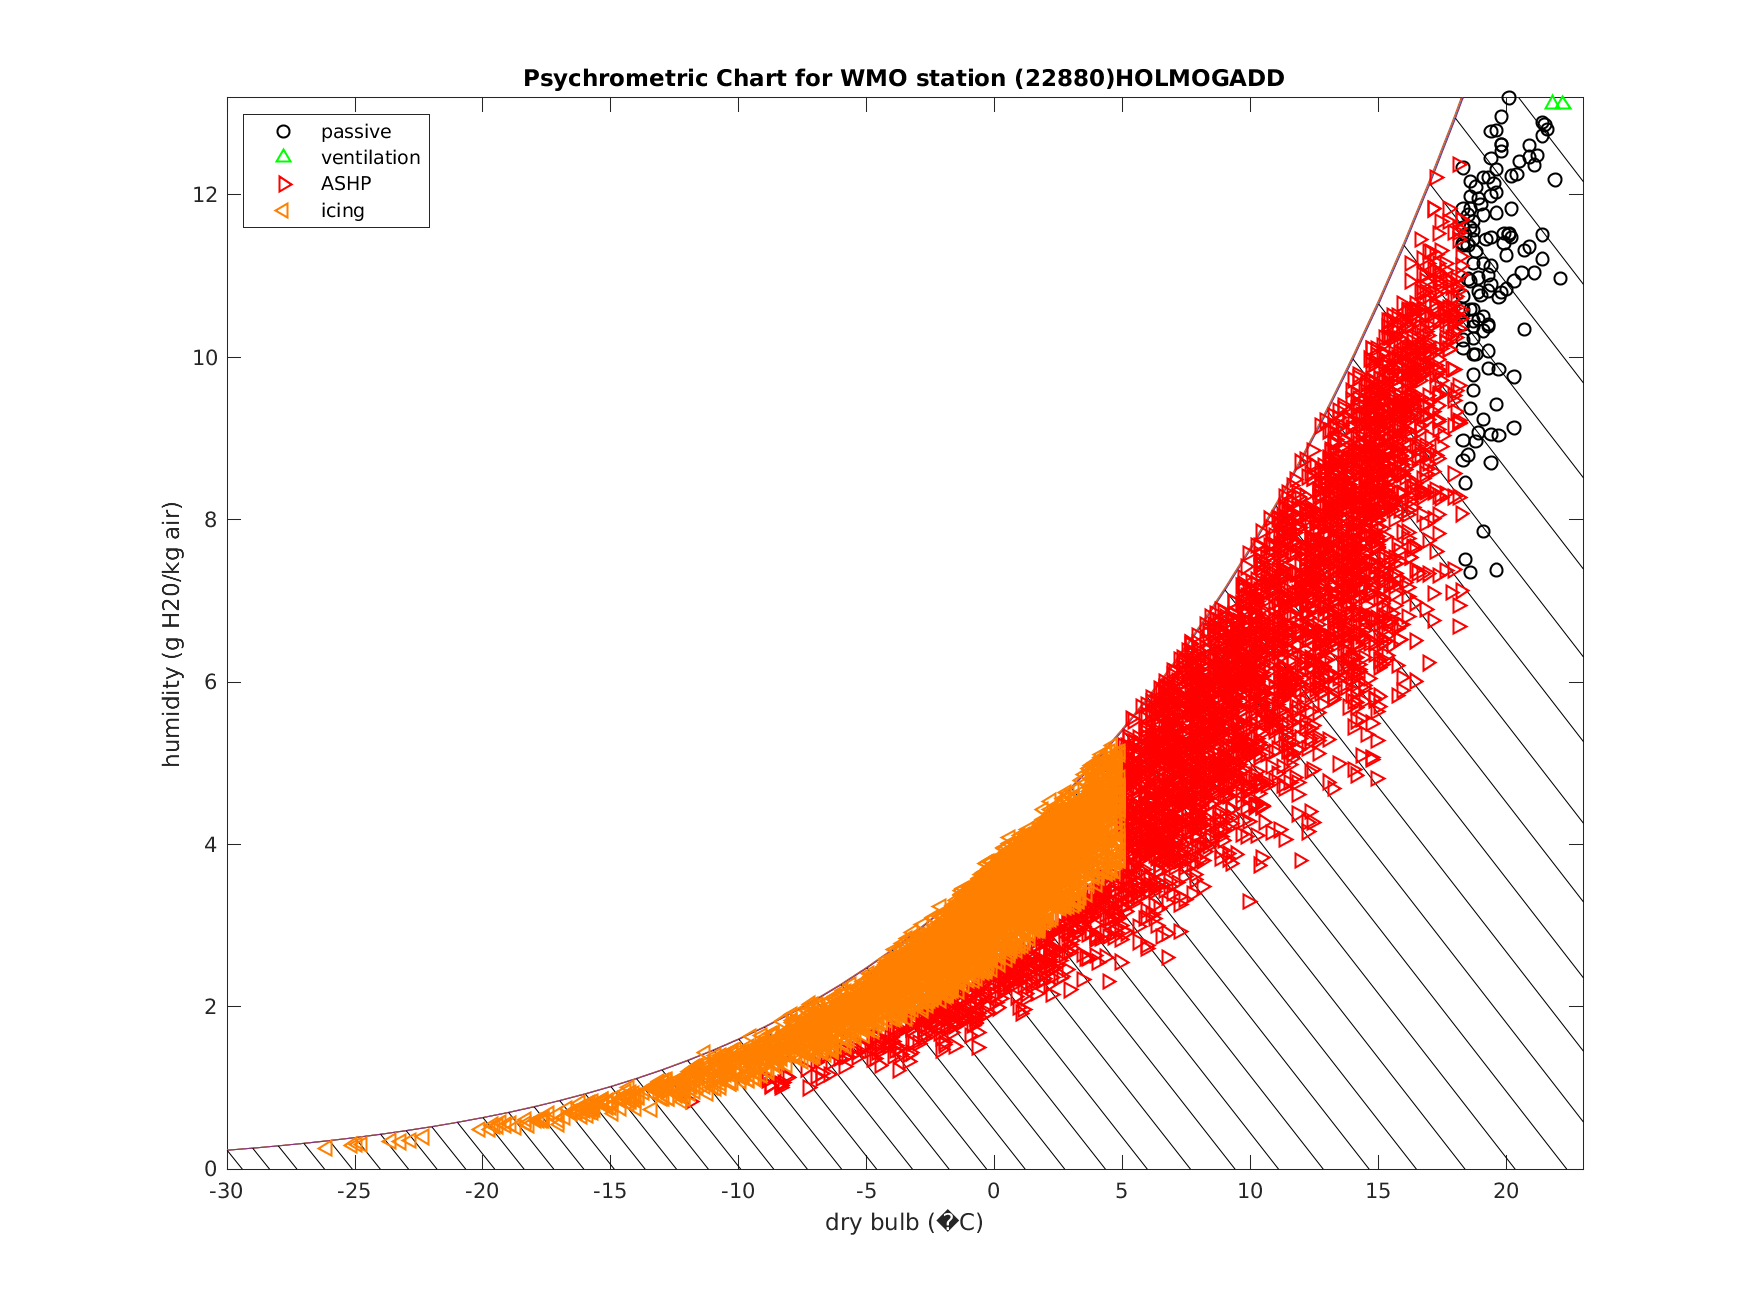 Psychrometric Chart for WMO station (22880)HOLMOGADD
passive
ventilation
ASHP
icing
humidity (g H20/kg air)
12
10
8
6
4
2
0
-30 -25 -20 -15 -10 -5 0 5 10 15 20
dry bulb (�C)